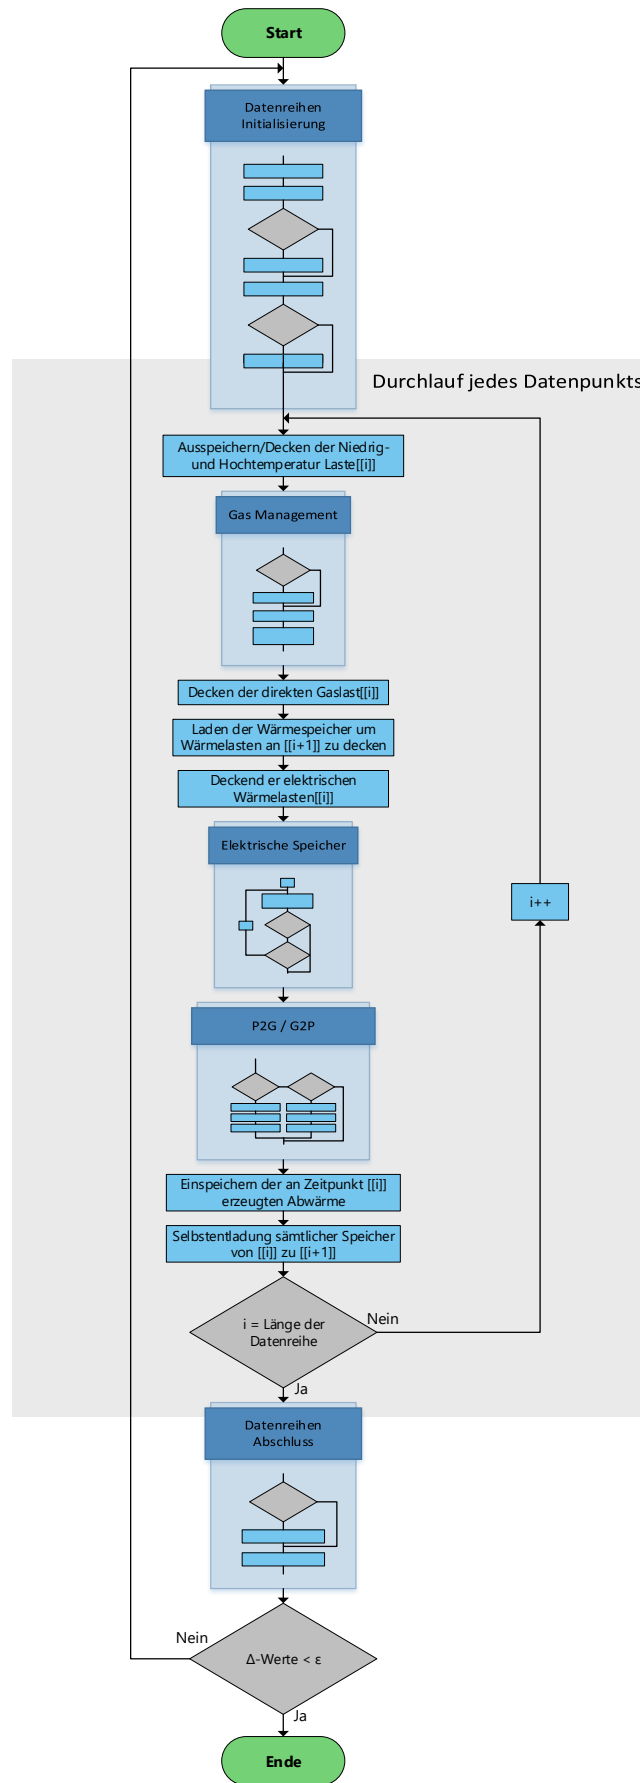 Start
Datenreihen
Initialisierung
Durchlauf jedes Datenpunkts
Ausspeichern/Decken der Niedrig-
und Hochtemperatur Laste[[i]]
Gas Management
Decken der direkten Gaslast[[i]]
Laden der Wärmespeicher um
Wärmelasten an [[i+1]] zu decken
Deckend er elektrischen
Wärmelasten[[i]]
Elektrische Speicher
i++
P2G / G2P
Einspeichern der an Zeitpunkt [[i]]
erzeugten Abwärme
Selbstentladung sämtlicher Speicher
von [[i]] zu [[i+1]]
i = Länge der
Datenreihe
Nein
Ja
Datenreihen
Abschluss
Nein
Δ-Werte < ε
Ja
Ende